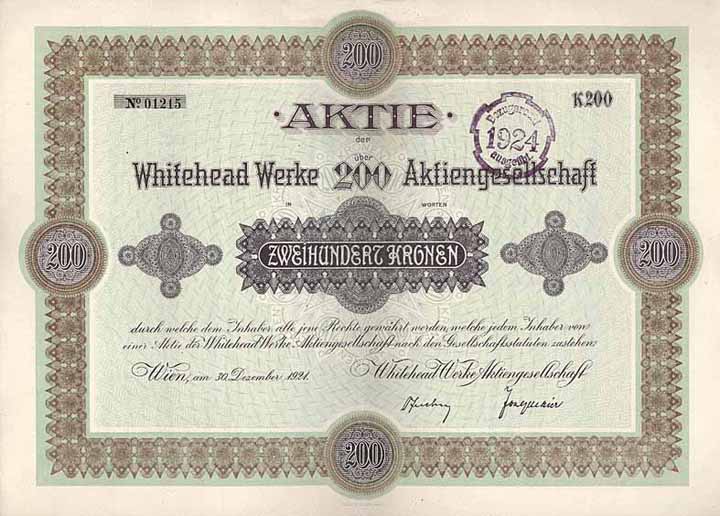 200
No 01215
K200
· AKTIE ·
Bezugsrecht
1924
ausgeübt
der
über
Whitehead Werke 200 Aktiengesellschaft
IN WORTEN
ZWEIHUNDERT KRONEN
200
200
durch welche dem Inhaber alle jene Rechte gewährt werden, welche jedem Inhaber von
einer Aktie der Whitehead Werke Aktiengesellschaft nach den Gesellschaftsstatuten zustehen.
Wien, am 30. Dezember 1921.
Whitehead Werke Aktiengesellschaft
200